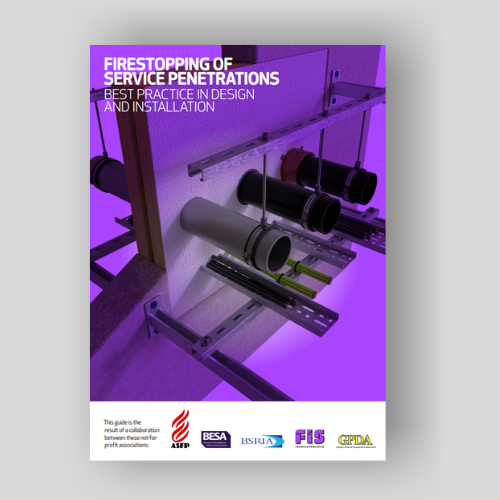 FIRESTOPPING OF
SERVICE PENETRATIONS
BEST PRACTICE IN DESIGN
AND INSTALLATION
This guide is the
result of a collaboration
between these not-for-
profit associations:
ASFP
BESA
BSRIA
FIS
GPDA